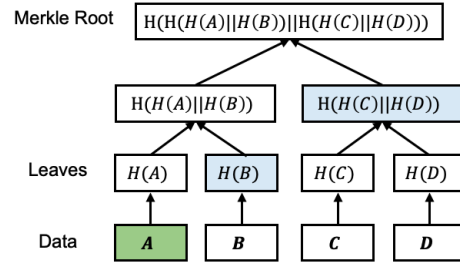 Merkle Root H(H(H(A)||H(B))||H(H(C)||H(D)))
H(H(A)||H(B)) H(H(C)||H(D))
Leaves H(A) H(B) H(C) H(D)
Data A B C D